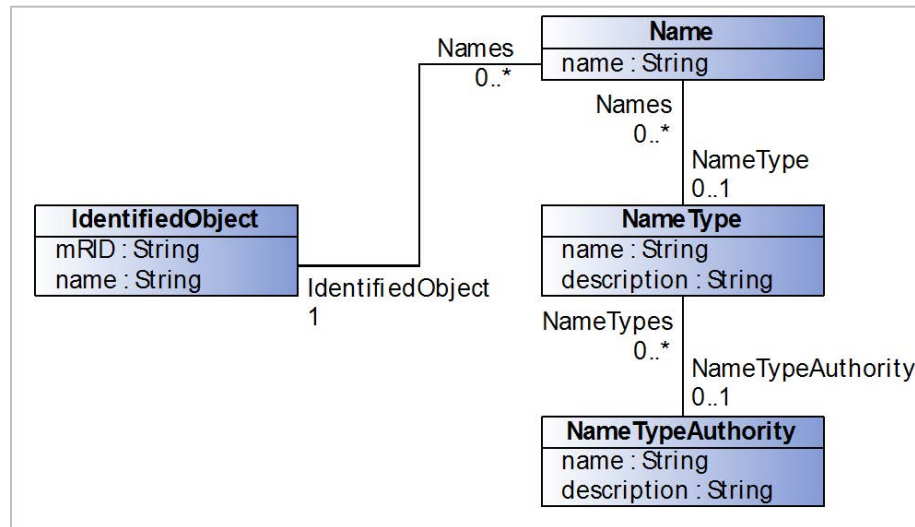 Name
name : String
Names
0..*
Names
0..*
NameType
0..1
IdentifiedObject
mRID : String
name : String
IdentifiedObject
1
NameType
name : String
description : String
NameTypes
0..*
NameTypeAuthority
0..1
NameTypeAuthority
name : String
description : String